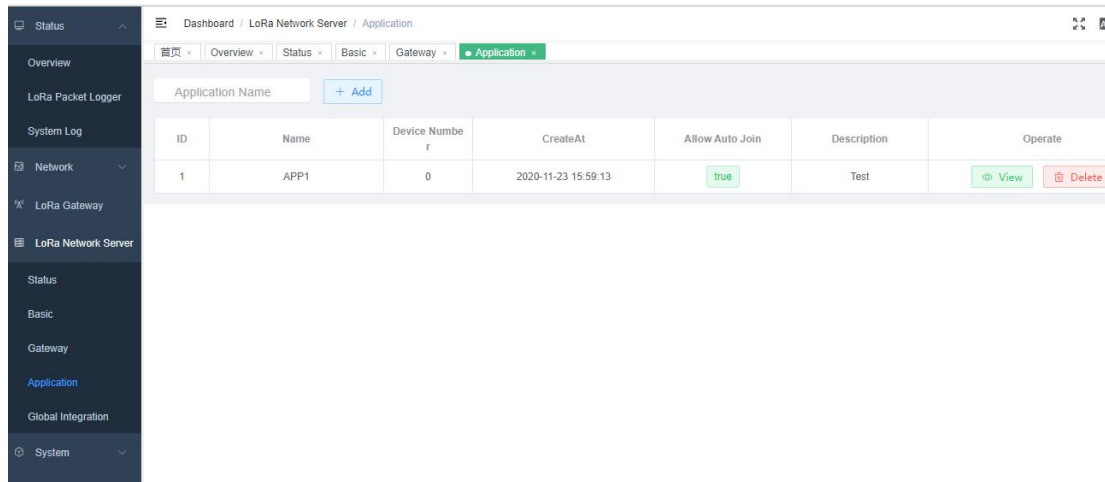 Status
Overview
LoRa Packet Logger
System Log
Network
LoRa Gateway
LoRa Network Server
Status
Basic
Gateway
Application
Global Integration
System
Dashboard / LoRa Network Server / Application
首页 × Overview × Status × Basic × Gateway × Application ×
Application Name + Add
ID Name Device Numbe
r CreateAt Allow Auto Join Description Operate
1 APP1 0 2020-11-23 15:59:13 true Test View Delete